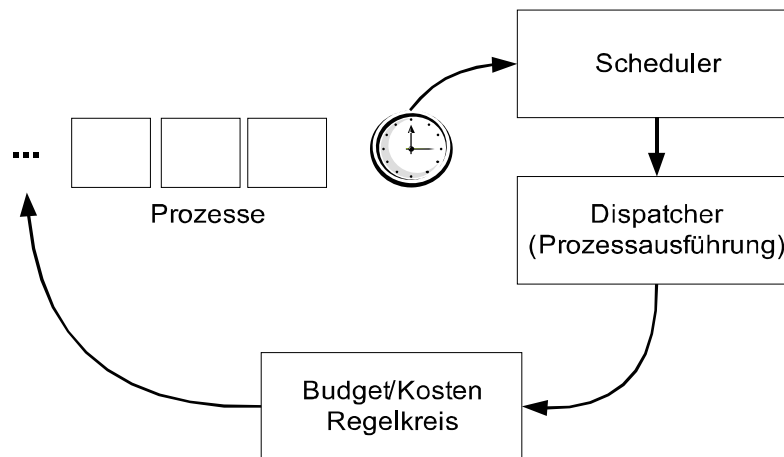 Scheduler
...
Prozesse
Dispatcher
(Prozessausführung)
Budget/Kosten
Regelkreis